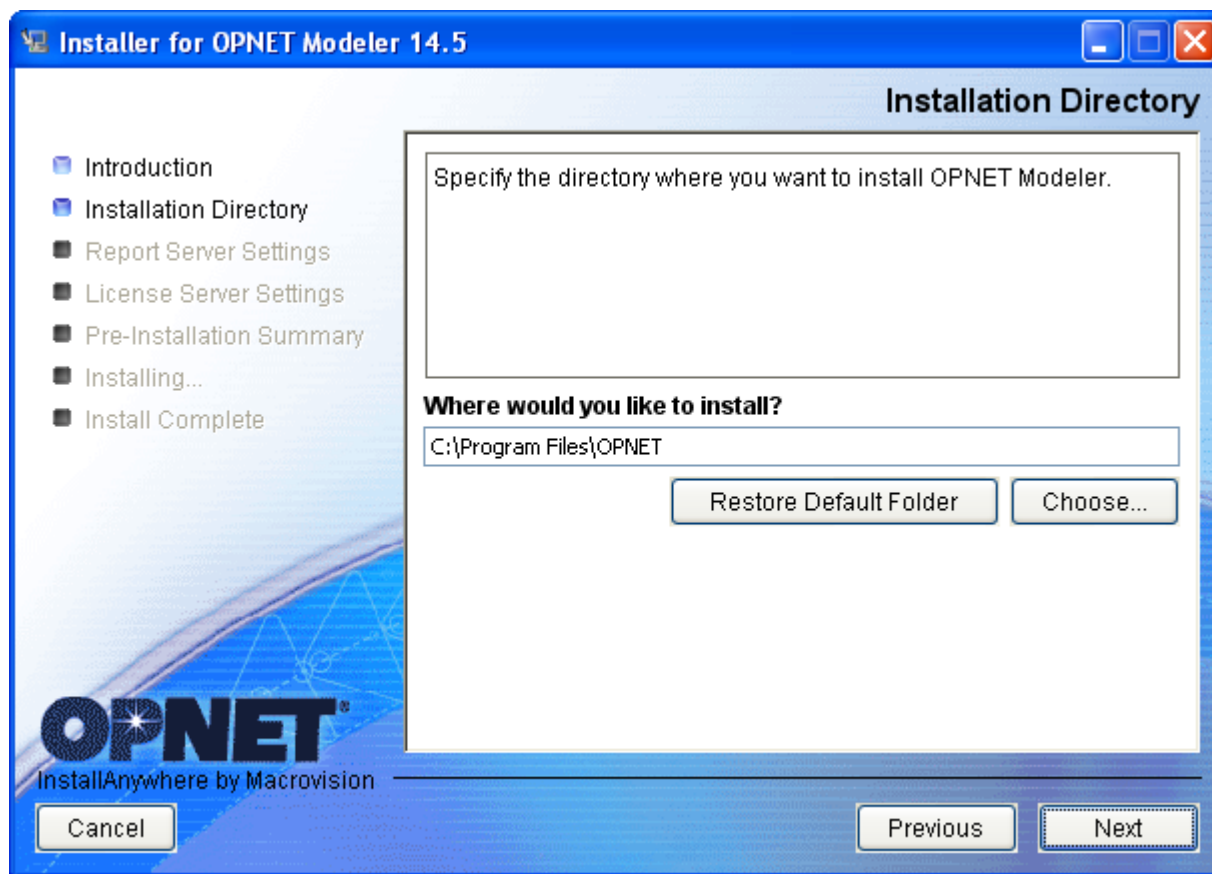 Installer for OPNET Modeler 14.5
Installation Directory
Introduction
Installation Directory
Report Server Settings
License Server Settings
Pre-Installation Summary
Installing...
Install Complete
Specify the directory where you want to install OPNET Modeler.
Where would you like to install?
C:\Program Files\OPNET
Restore Default Folder
Choose...
OPNET®
InstallAnywhere by Macrovision
Cancel
Previous
Next